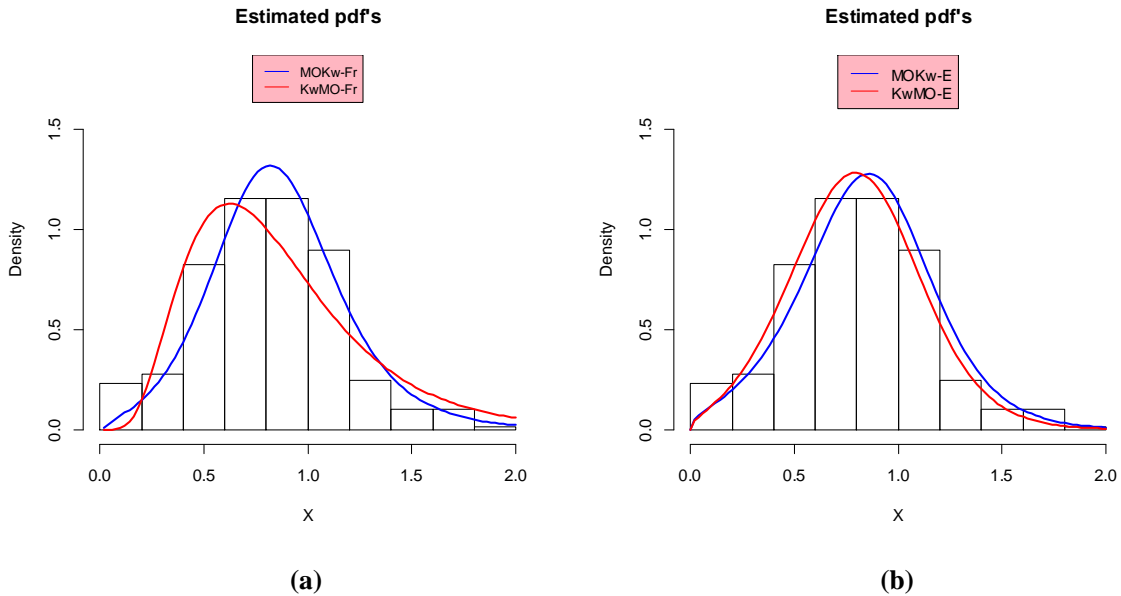 Estimated pdf's
MOKw-Fr
KwMO-Fr
Density
0.0 0.5 1.0 1.5
0.0 0.5 1.0 1.5 2.0
X
(a)
Estimated pdf's
MOKw-E
KwMO-E
Density
0.0 0.5 1.0 1.5
0.0 0.5 1.0 1.5 2.0
X
(b)